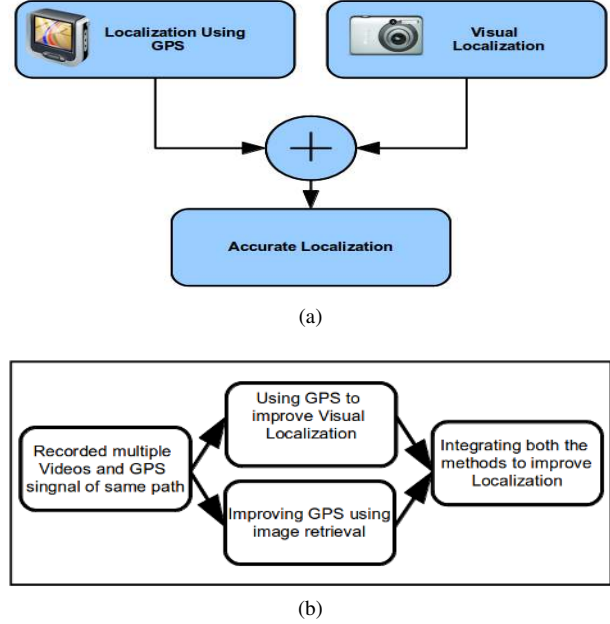 Localization Using
GPS
Visual
Localization
Accurate Localization
(a)
Using GPS to
improve Visual
Localization
Recorded multiple
Videos and GPS
singnal of same path
Integrating both the
methods to improve
Localization
Improving GPS using
image retrieval
(b)